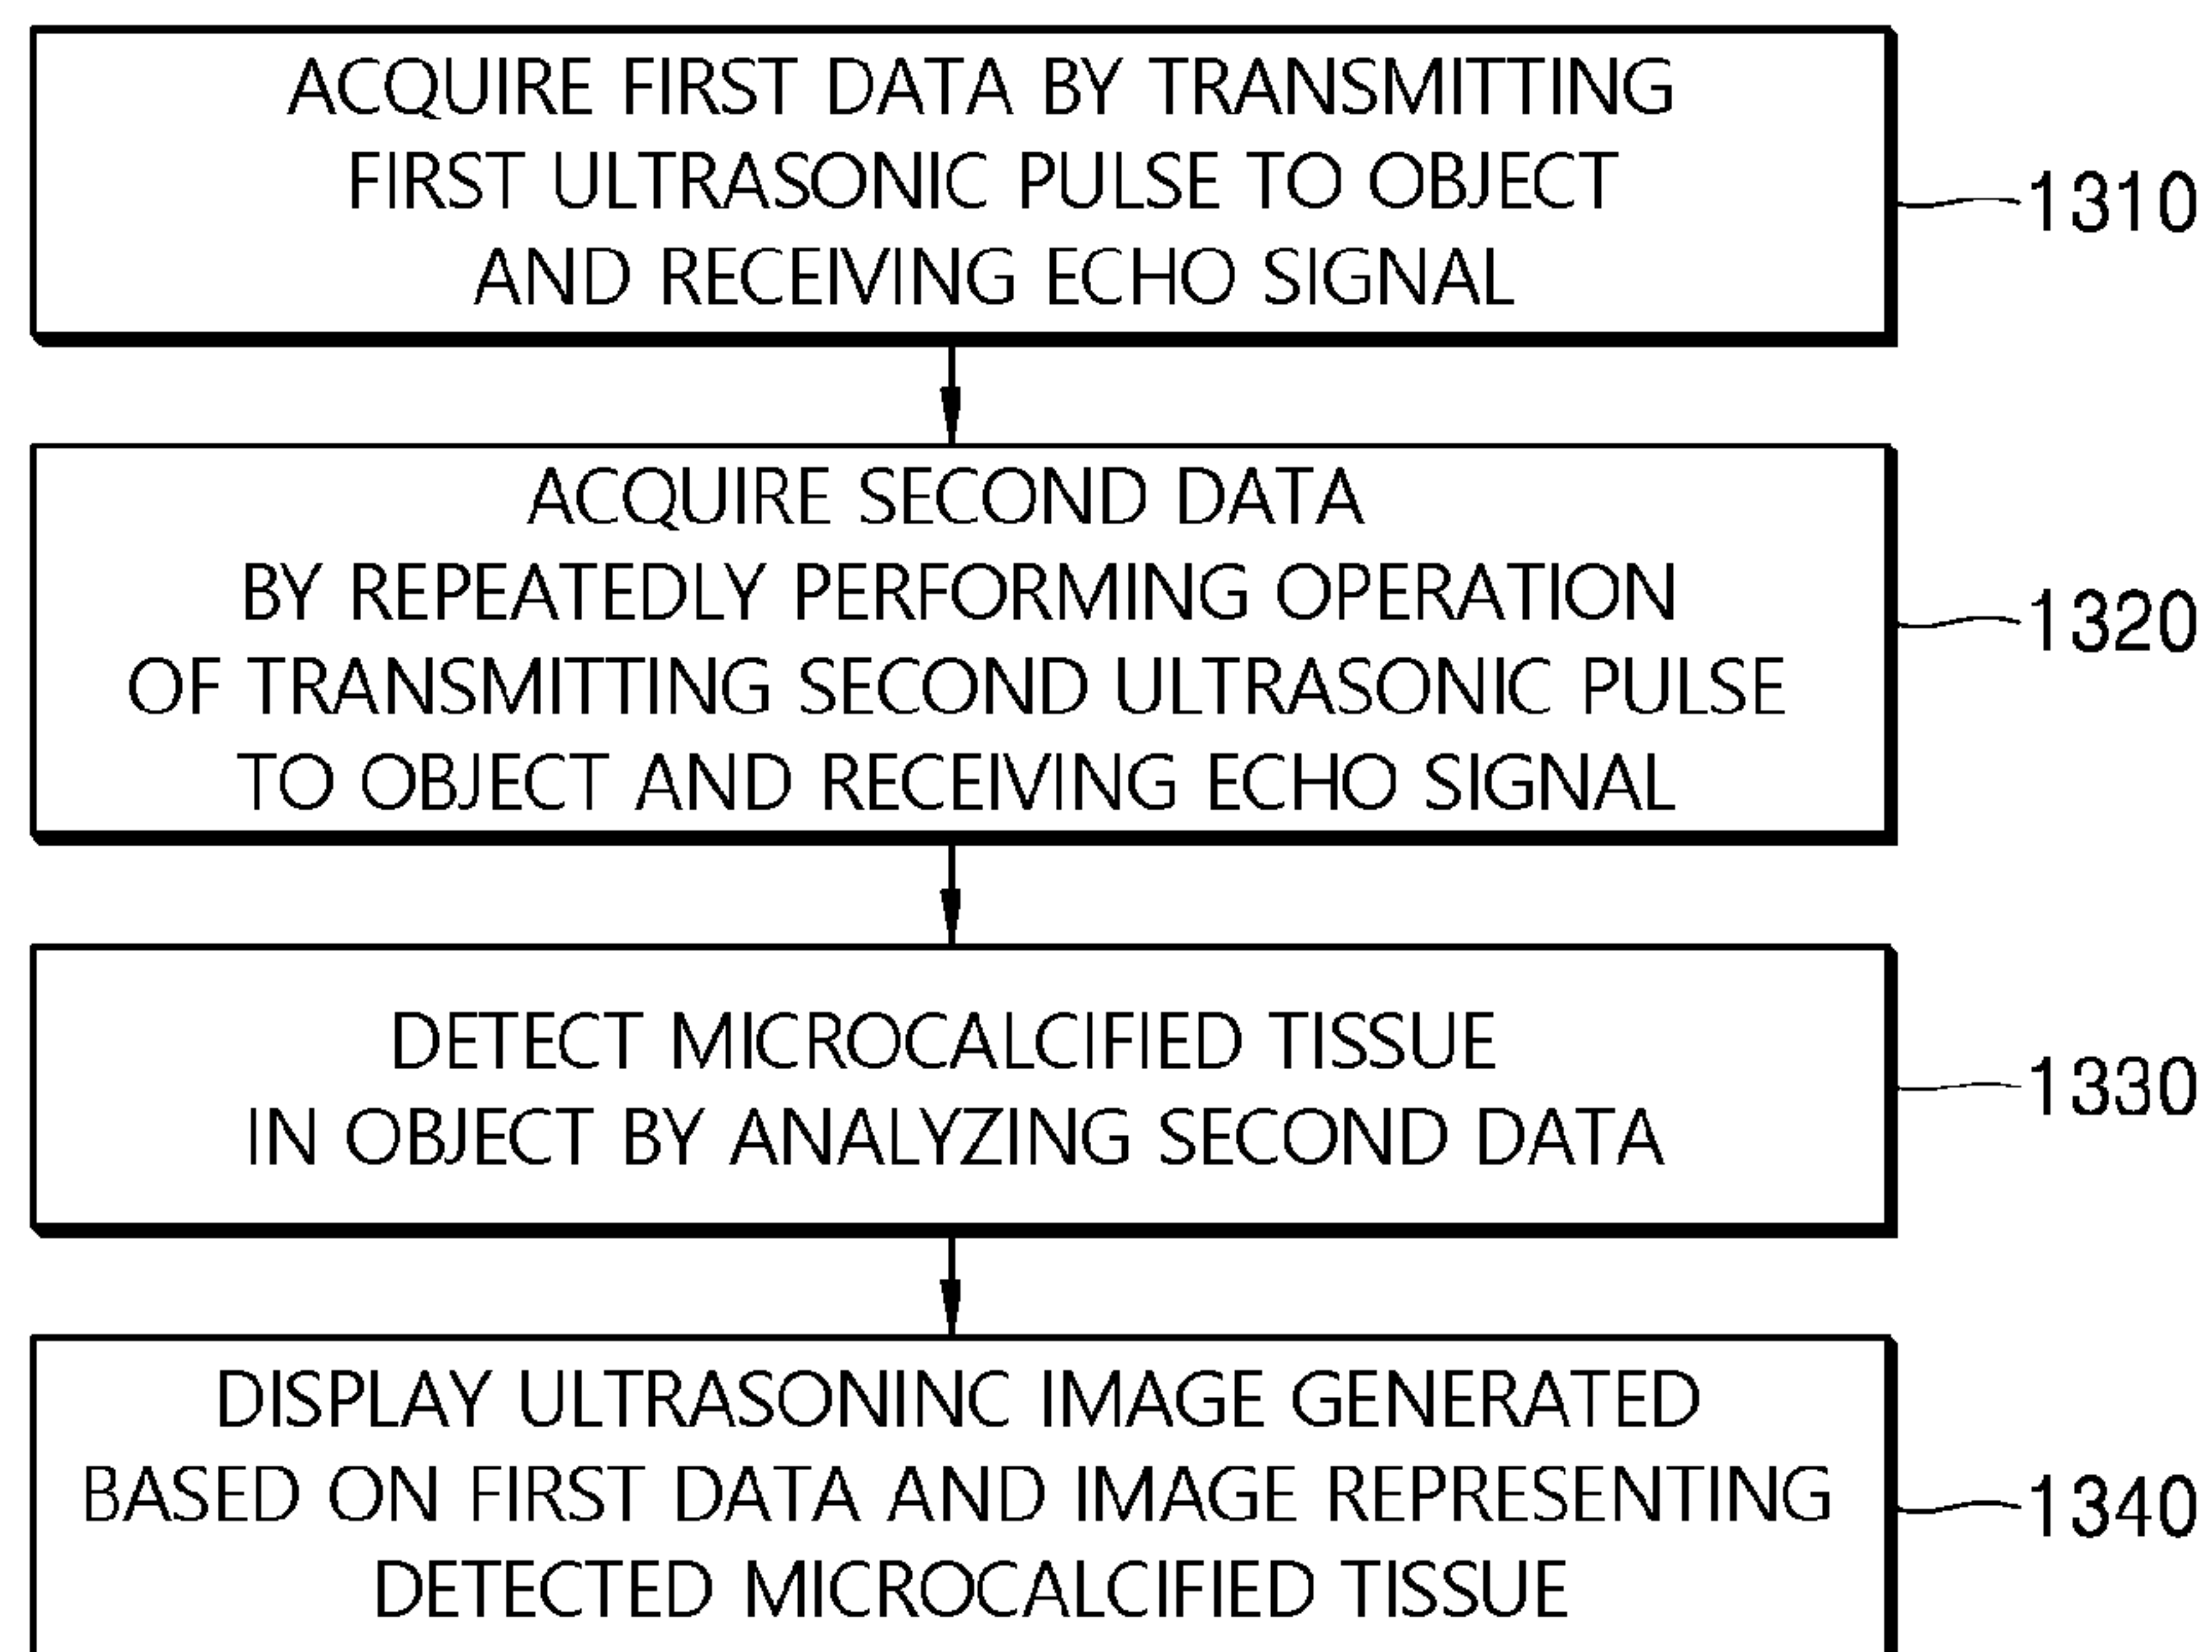 ACQUIRE FIRST DATA BY TRANSMITTING
FIRST ULTRASONIC PULSE TO OBJECT
AND RECEIVING ECHO SIGNAL
1310
ACQUIRE SECOND DATA
BY REPEATEDLY PERFORMING OPERATION
OF TRANSMITTING SECOND ULTRASONIC PULSE
TO OBJECT AND RECEIVING ECHO SIGNAL
1320
DETECT MICROCALCIFIED TISSUE
IN OBJECT BY ANALYZING SECOND DATA
1330
DISPLAY ULTRASONINC IMAGE GENERATED
BASED ON FIRST DATA AND IMAGE REPRESENTING
DETECTED MICROCALCIFIED TISSUE
1340